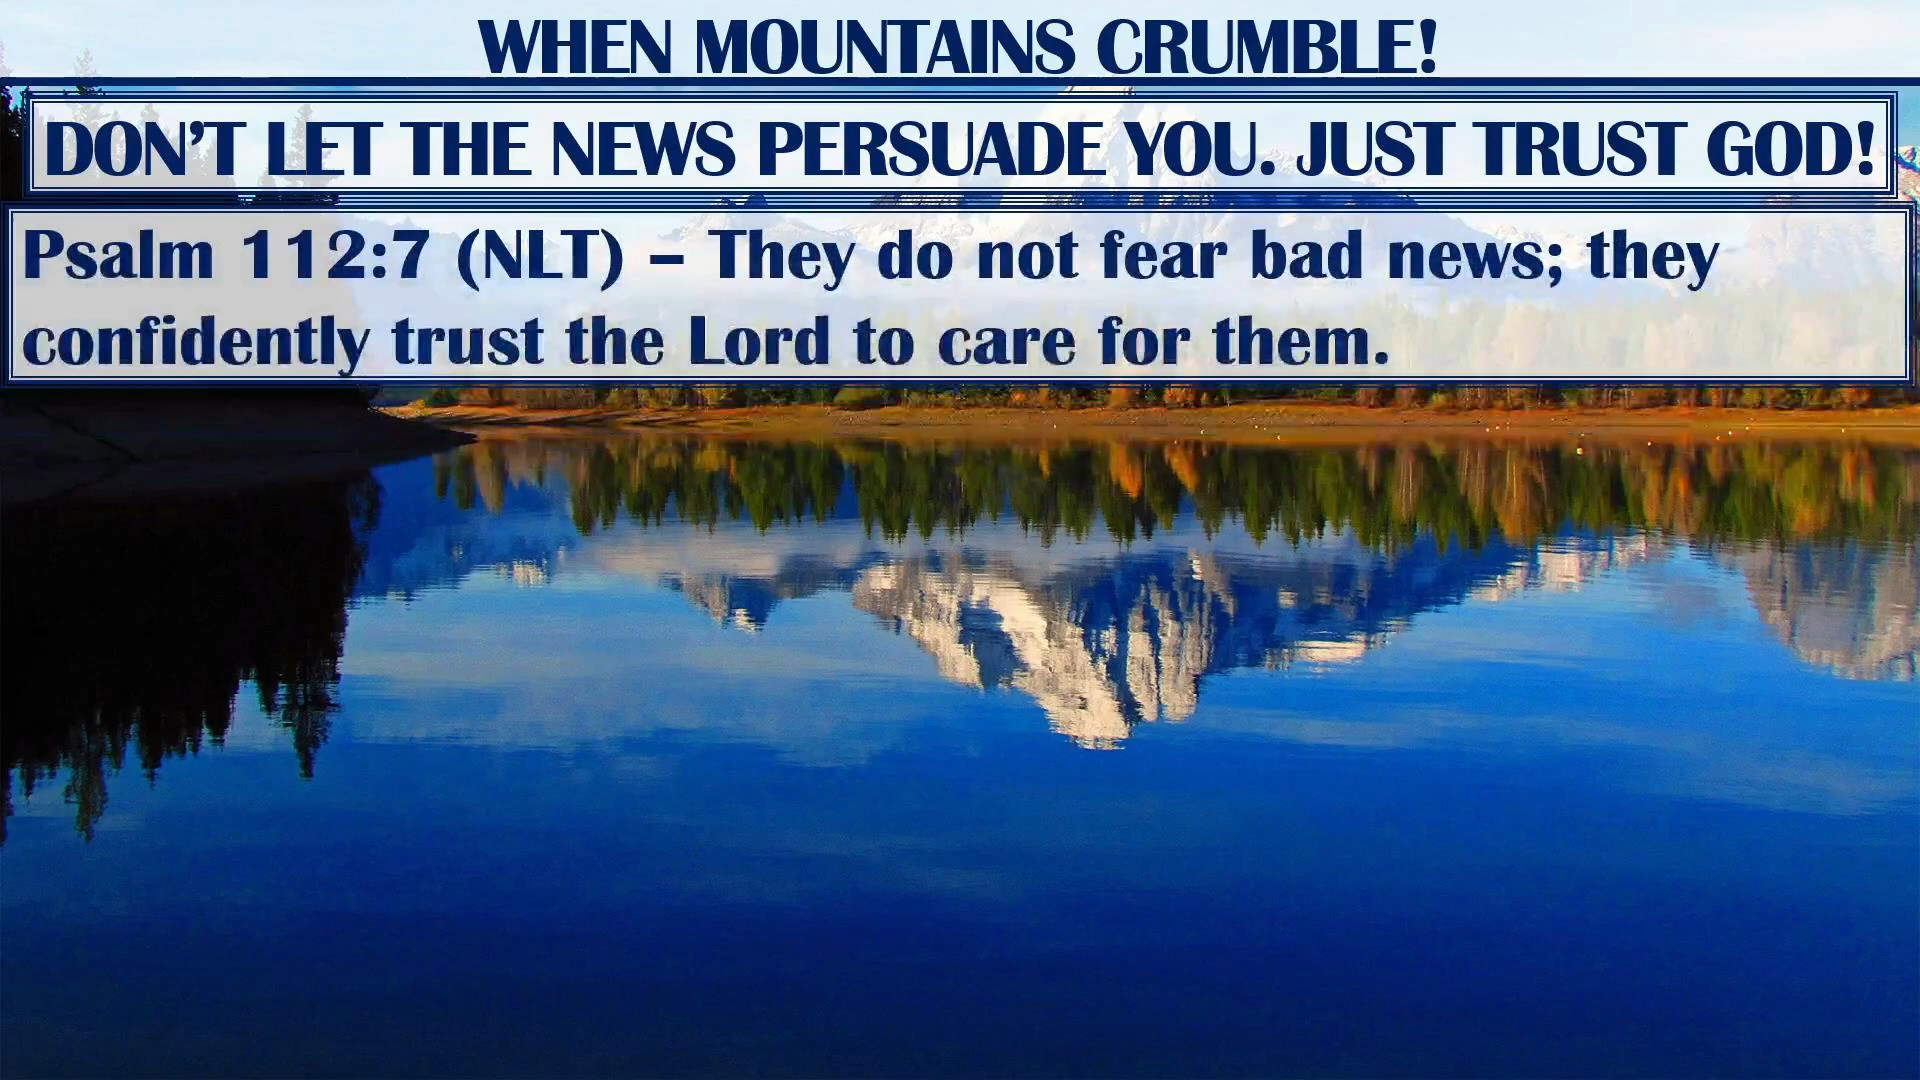 WHEN MOUNTAINS CRUMBLE!
DON’T LET THE NEWS PERSUADE YOU. JUST TRUST GOD!
Psalm 112:7 (NLT) – They do not fear bad news; they
confidently trust the Lord to care for them.